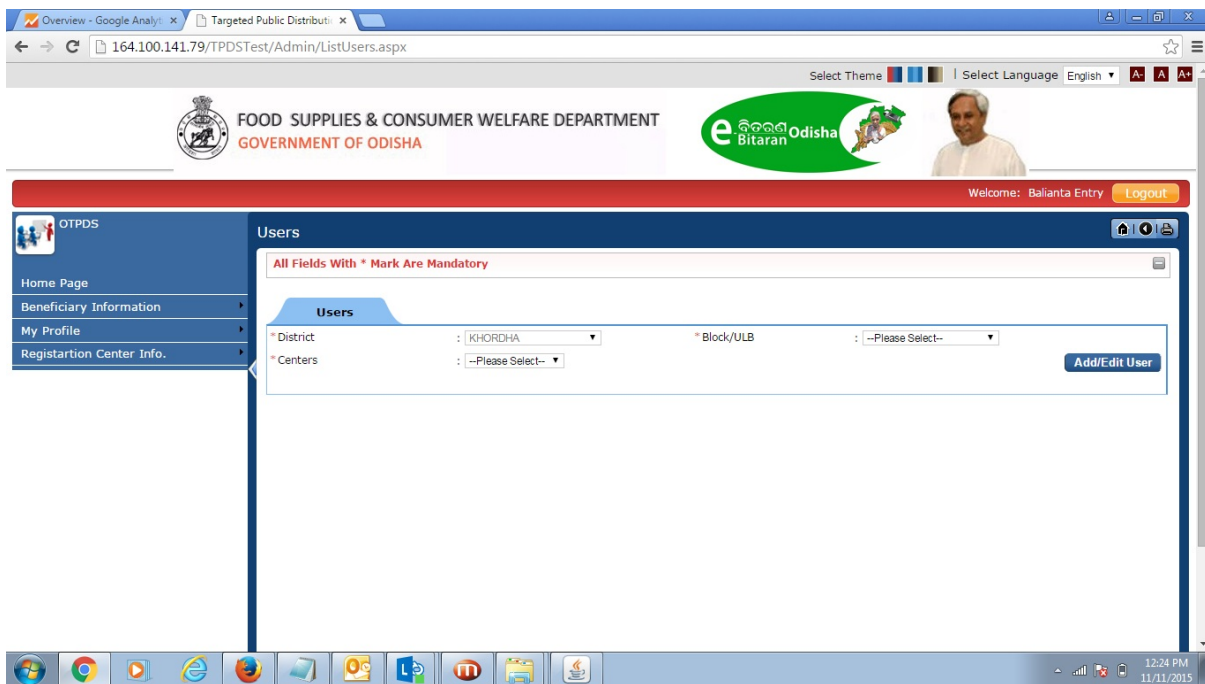 Overview - Google Analyti
Targeted Public Distributi
164.100.141.79/TPDSTest/Admin/ListUsers.aspx
Select Theme | Select Language English A- A A+
FOOD SUPPLIES & CONSUMER WELFARE DEPARTMENT
GOVERNMENT OF ODISHA
e-ବିତରଣ Bitaran Odisha
Welcome: Balianta Entry Logout
OTPDS
Home Page
Beneficiary Information
My Profile
Registartion Center Info.
Users
All Fields With * Mark Are Mandatory
Users
*District : KHORDHA *Block/ULB : --Please Select--
*Centers : --Please Select-- Add/Edit User
12:24 PM
11/11/2015